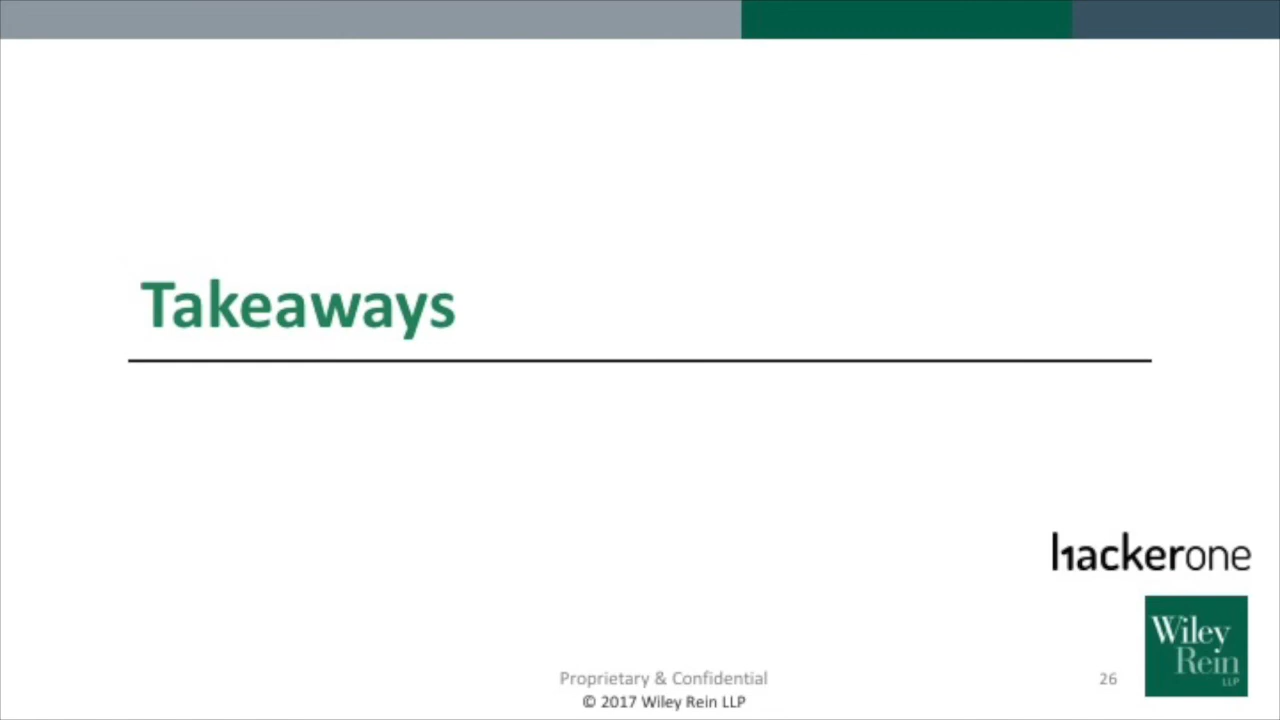 Takeaways
hackerone
Wiley
Rein
LLP
Proprietary & Confidential
26
© 2017 Wiley Rein LLP